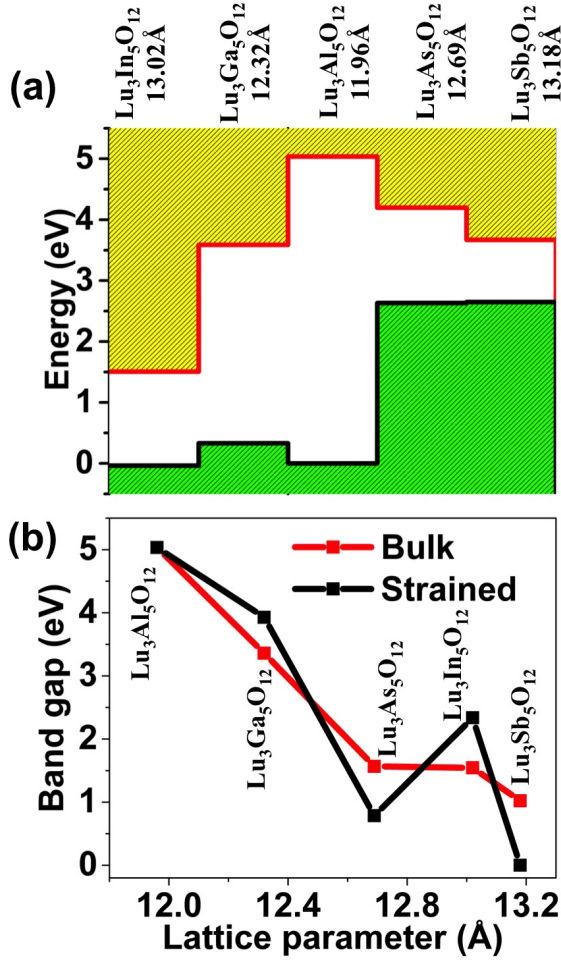 Lu₃In₅O₁₂
13.02Å
Lu₃Ga₅O₁₂
12.32Å
Lu₃Al₅O₁₂
11.96Å
Lu₃As₅O₁₂
12.69Å
Lu₃Sb₅O₁₂
13.18Å
(a)
5
4
3
2
1
0
Energy (eV)
(b)
5
4
3
2
1
0
Band gap (eV)
Bulk
Strained
Lu₃Al₅O₁₂
Lu₃Ga₅O₁₂
Lu₃As₅O₁₂
Lu₃In₅O₁₂
Lu₃Sb₅O₁₂
12.0 12.4 12.8 13.2
Lattice parameter (Å)